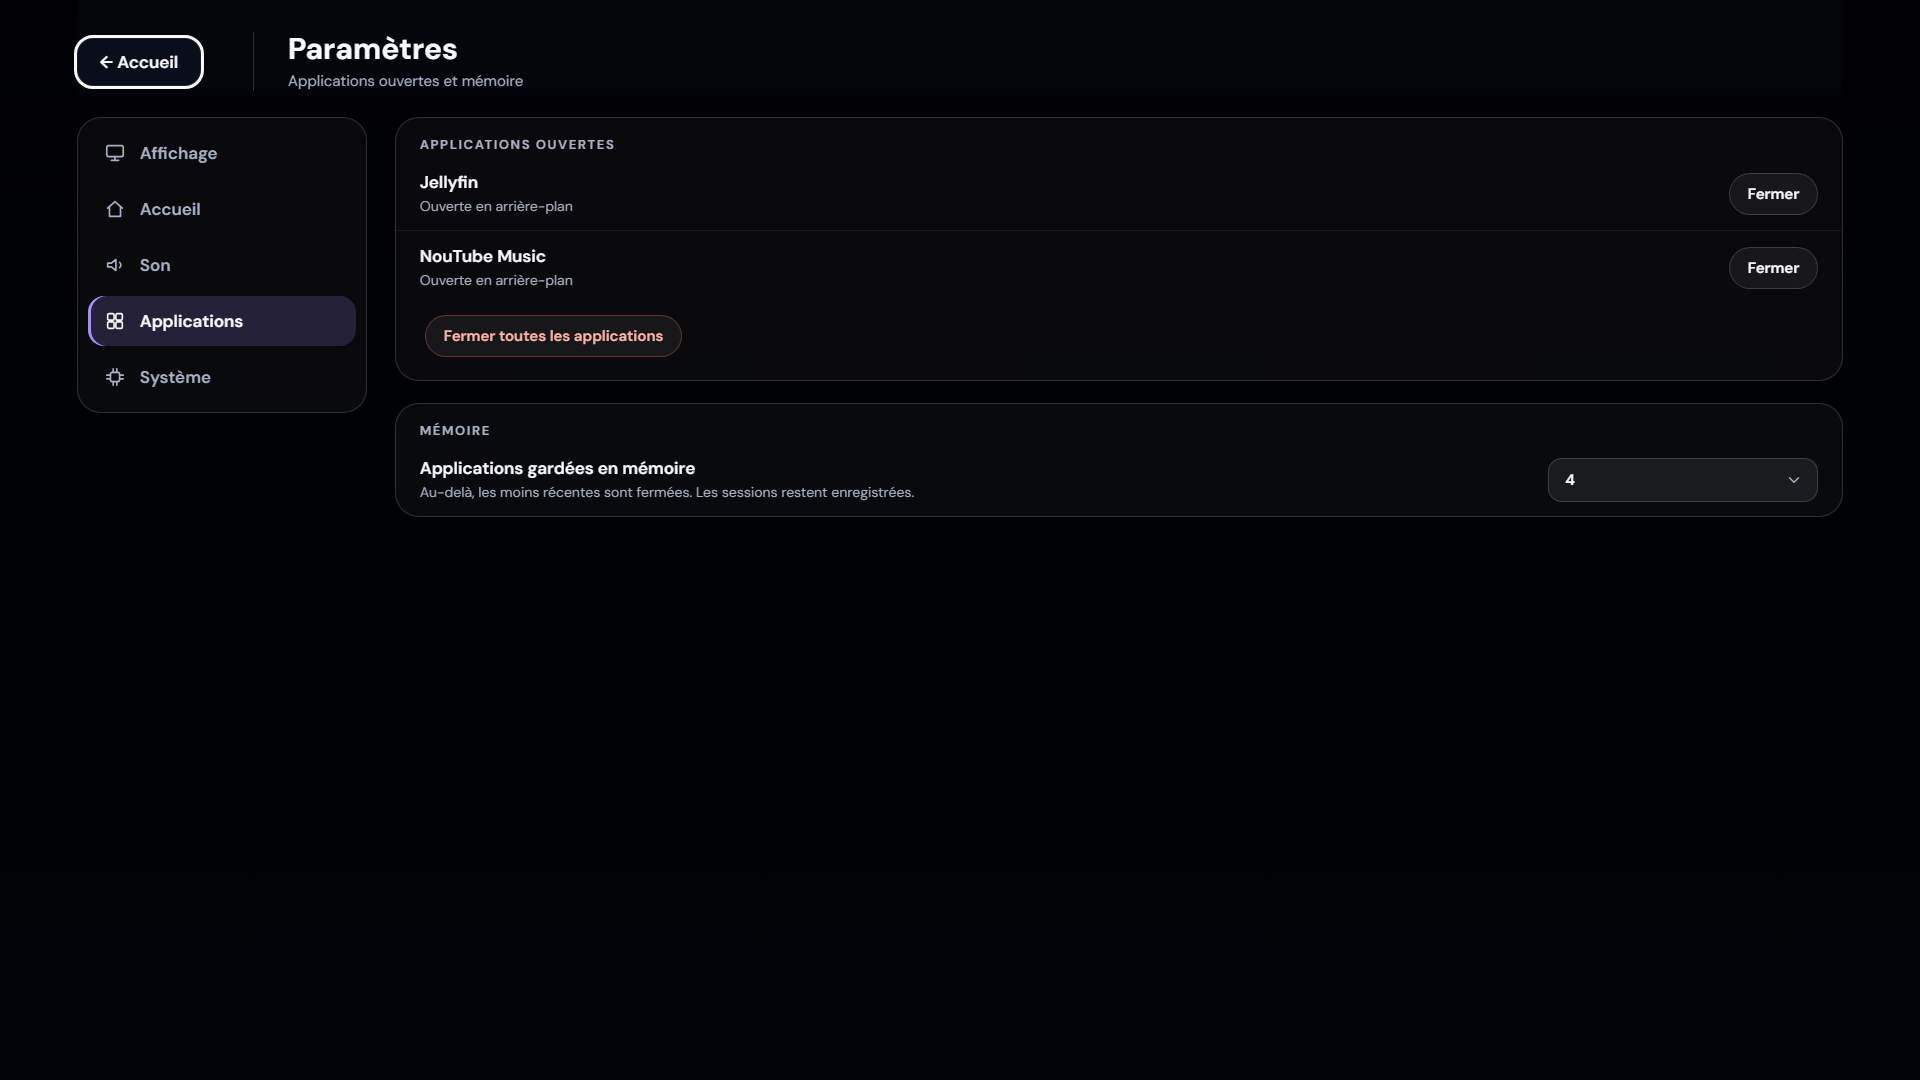 ← Accueil
Paramètres
Applications ouvertes et mémoire
Affichage
Accueil
Son
Applications
Système
APPLICATIONS OUVERTES
Jellyfin
Ouverte en arrière-plan
Fermer
NouTube Music
Ouverte en arrière-plan
Fermer
Fermer toutes les applications
MÉMOIRE
Applications gardées en mémoire
Au-delà, les moins récentes sont fermées. Les sessions restent enregistrées.
4